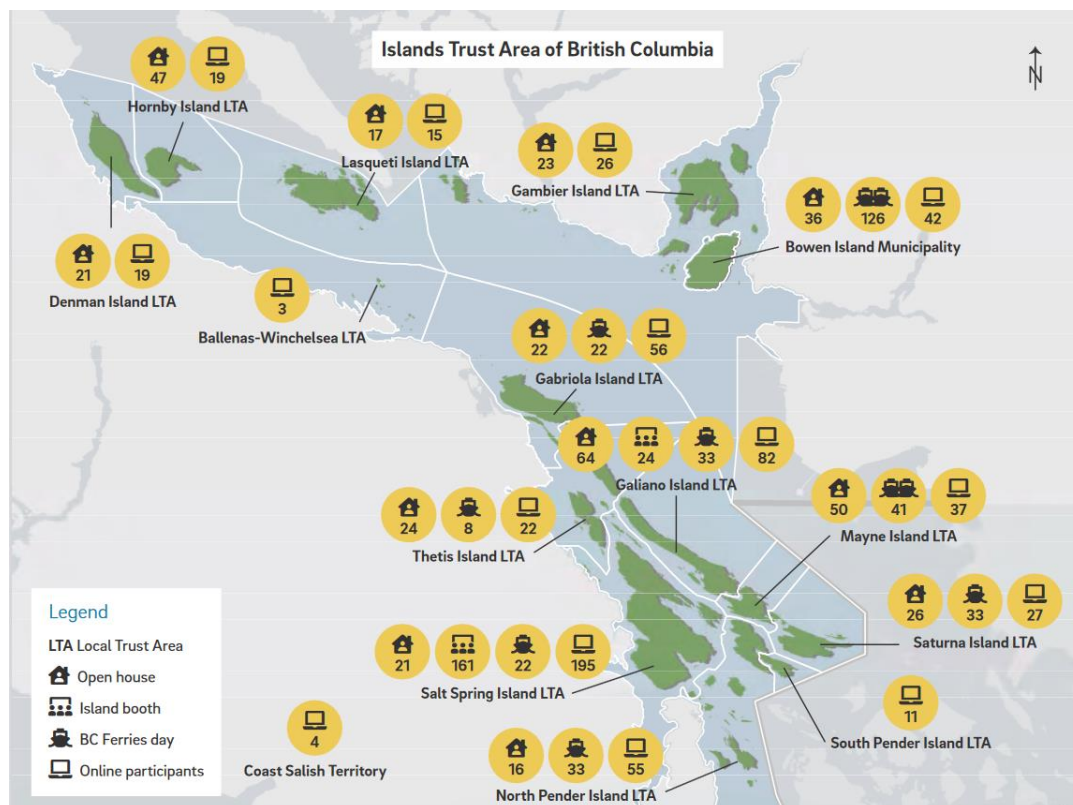 Islands Trust Area of British Columbia
N
47 19
Hornby Island LTA
17 15
Lasqueti Island LTA
23 26
Gambier Island LTA
36 126 42
Bowen Island Municipality
21 19
Denman Island LTA
3
Ballenas-Winchelsea LTA
22 22 56
Gabriola Island LTA
64 24 33 82
Galiano Island LTA
50 41 37
Mayne Island LTA
24 8 22
Thetis Island LTA
26 33 27
Saturna Island LTA
21 161 22 195
Salt Spring Island LTA
11
South Pender Island LTA
4
Coast Salish Territory
16 33 55
North Pender Island LTA
Legend
LTA Local Trust Area
Open house
Island booth
BC Ferries day
Online participants